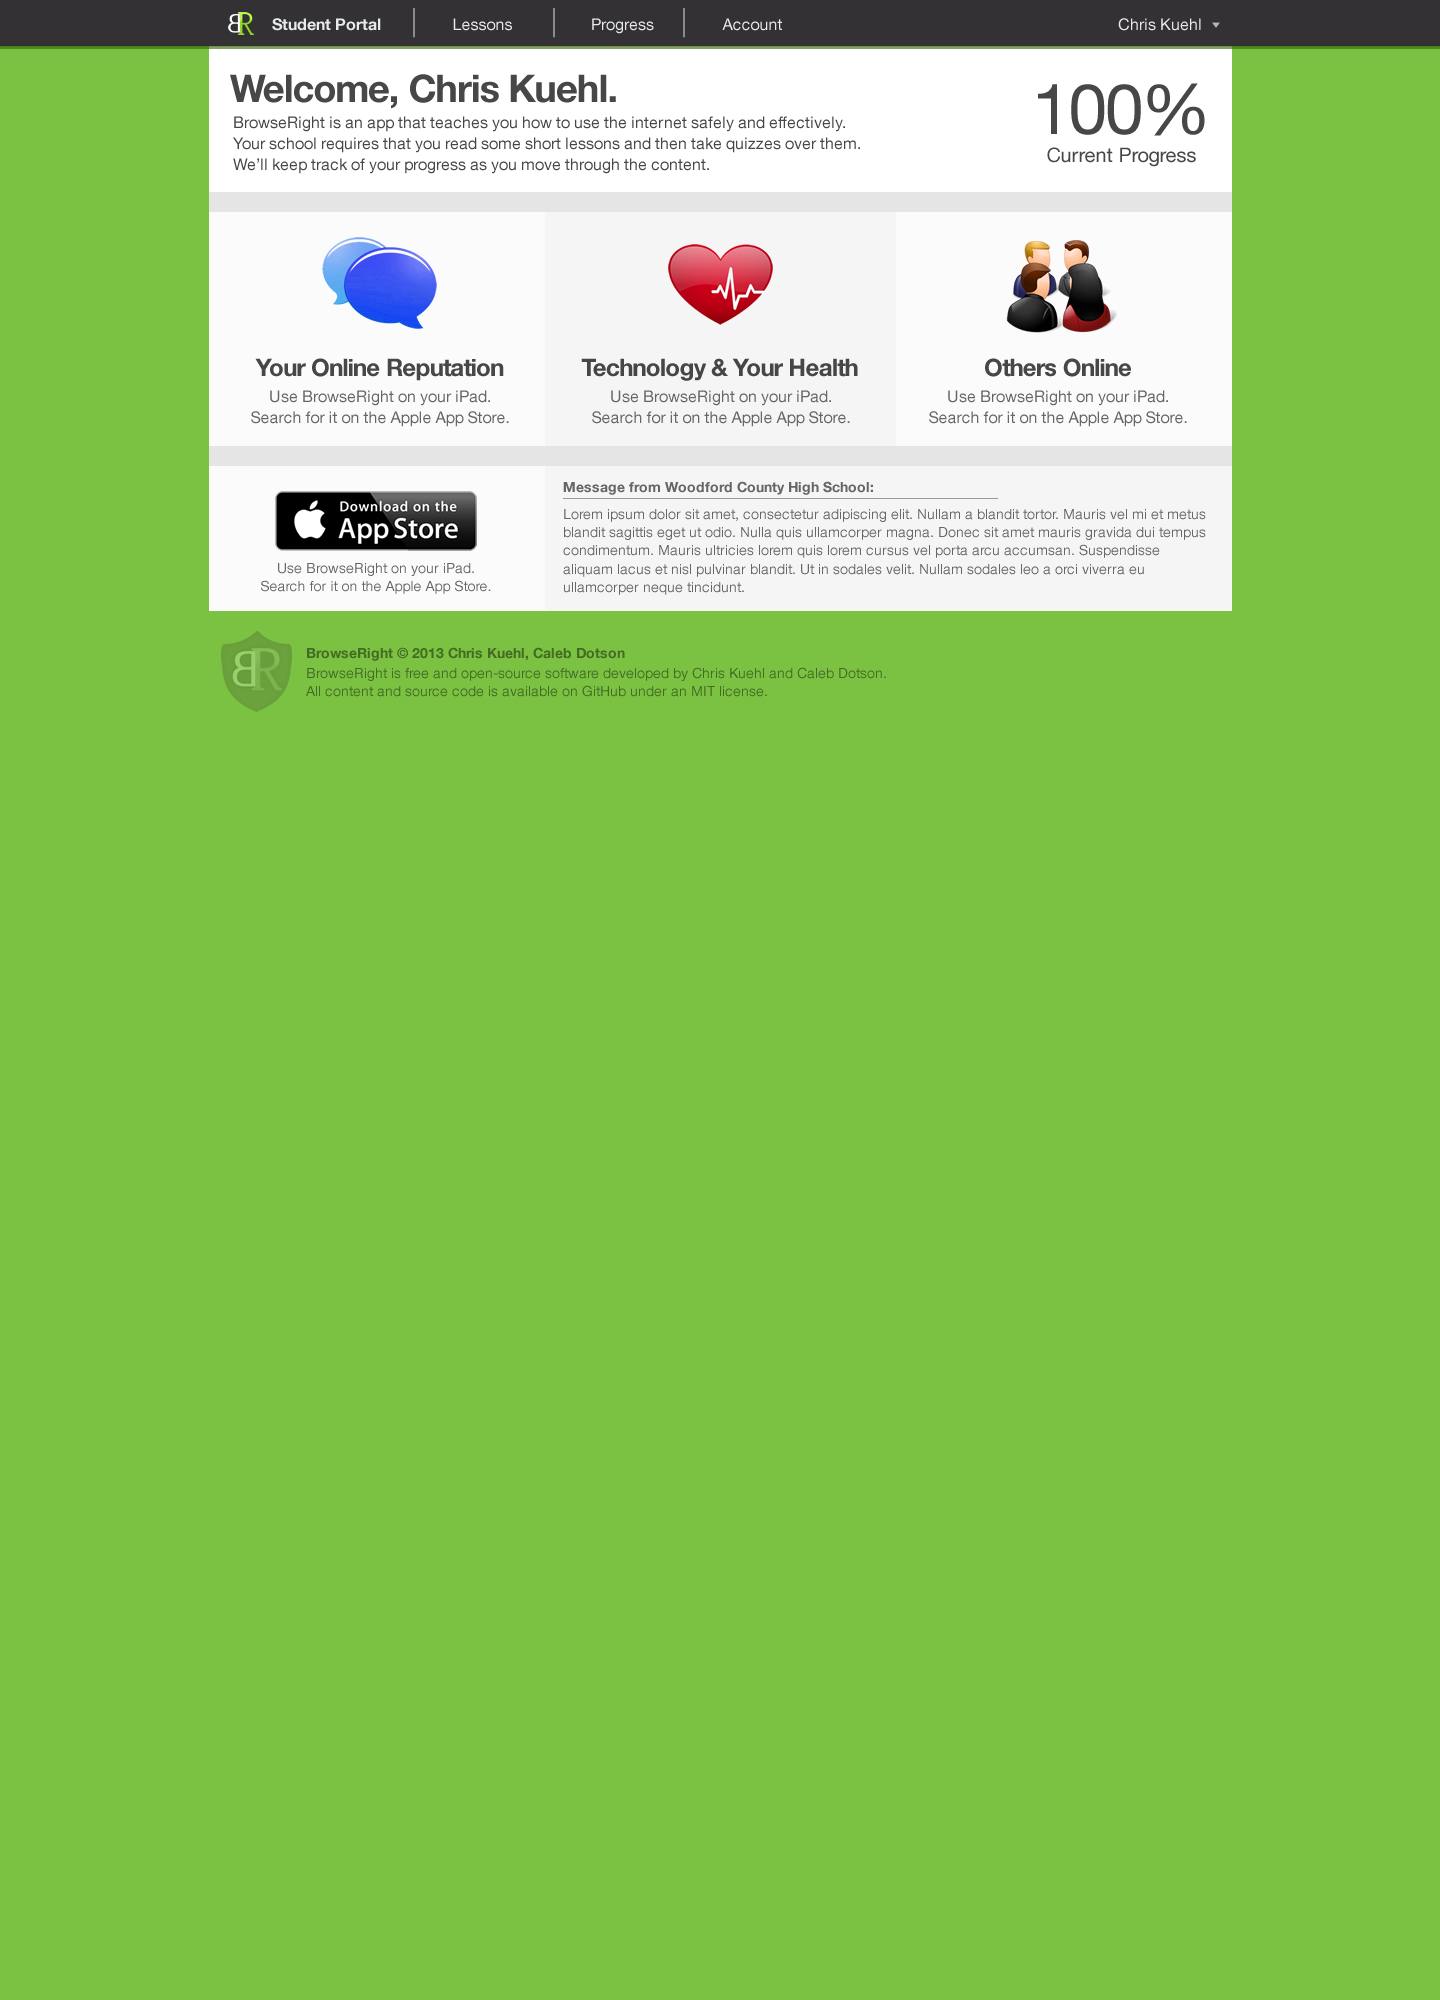 BR Student Portal Lessons Progress Account Chris Kuehl
Welcome, Chris Kuehl.
BrowseRight is an app that teaches you how to use the internet safely and effectively.
Your school requires that you read some short lessons and then take quizzes over them.
We'll keep track of your progress as you move through the content.
100%
Current Progress
Your Online Reputation
Use BrowseRight on your iPad.
Search for it on the Apple App Store.
Technology & Your Health
Use BrowseRight on your iPad.
Search for it on the Apple App Store.
Others Online
Use BrowseRight on your iPad.
Search for it on the Apple App Store.
Download on the
App Store
Use BrowseRight on your iPad.
Search for it on the Apple App Store.
Message from Woodford County High School:
Lorem ipsum dolor sit amet, consectetur adipiscing elit. Nullam a blandit tortor. Mauris vel mi et metus
blandit sagittis eget ut odio. Nulla quis ullamcorper magna. Donec sit amet mauris gravida dui tempus
condimentum. Mauris ultricies lorem quis lorem cursus vel porta arcu accumsan. Suspendisse
aliquam lacus et nisl pulvinar blandit. Ut in sodales velit. Nullam sodales leo a orci viverra eu
ullamcorper neque tincidunt.
BR
BrowseRight © 2013 Chris Kuehl, Caleb Dotson
BrowseRight is free and open-source software developed by Chris Kuehl and Caleb Dotson.
All content and source code is available on GitHub under an MIT license.